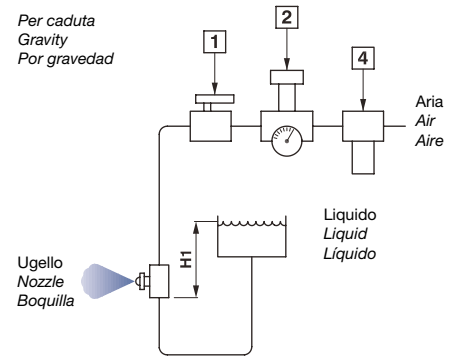 Per caduta
Gravity
Por gravedad
1
2
4
Aria
Air
Aire
H1
Liquido
Liquid
Líquido
Ugello
Nozzle
Boquilla